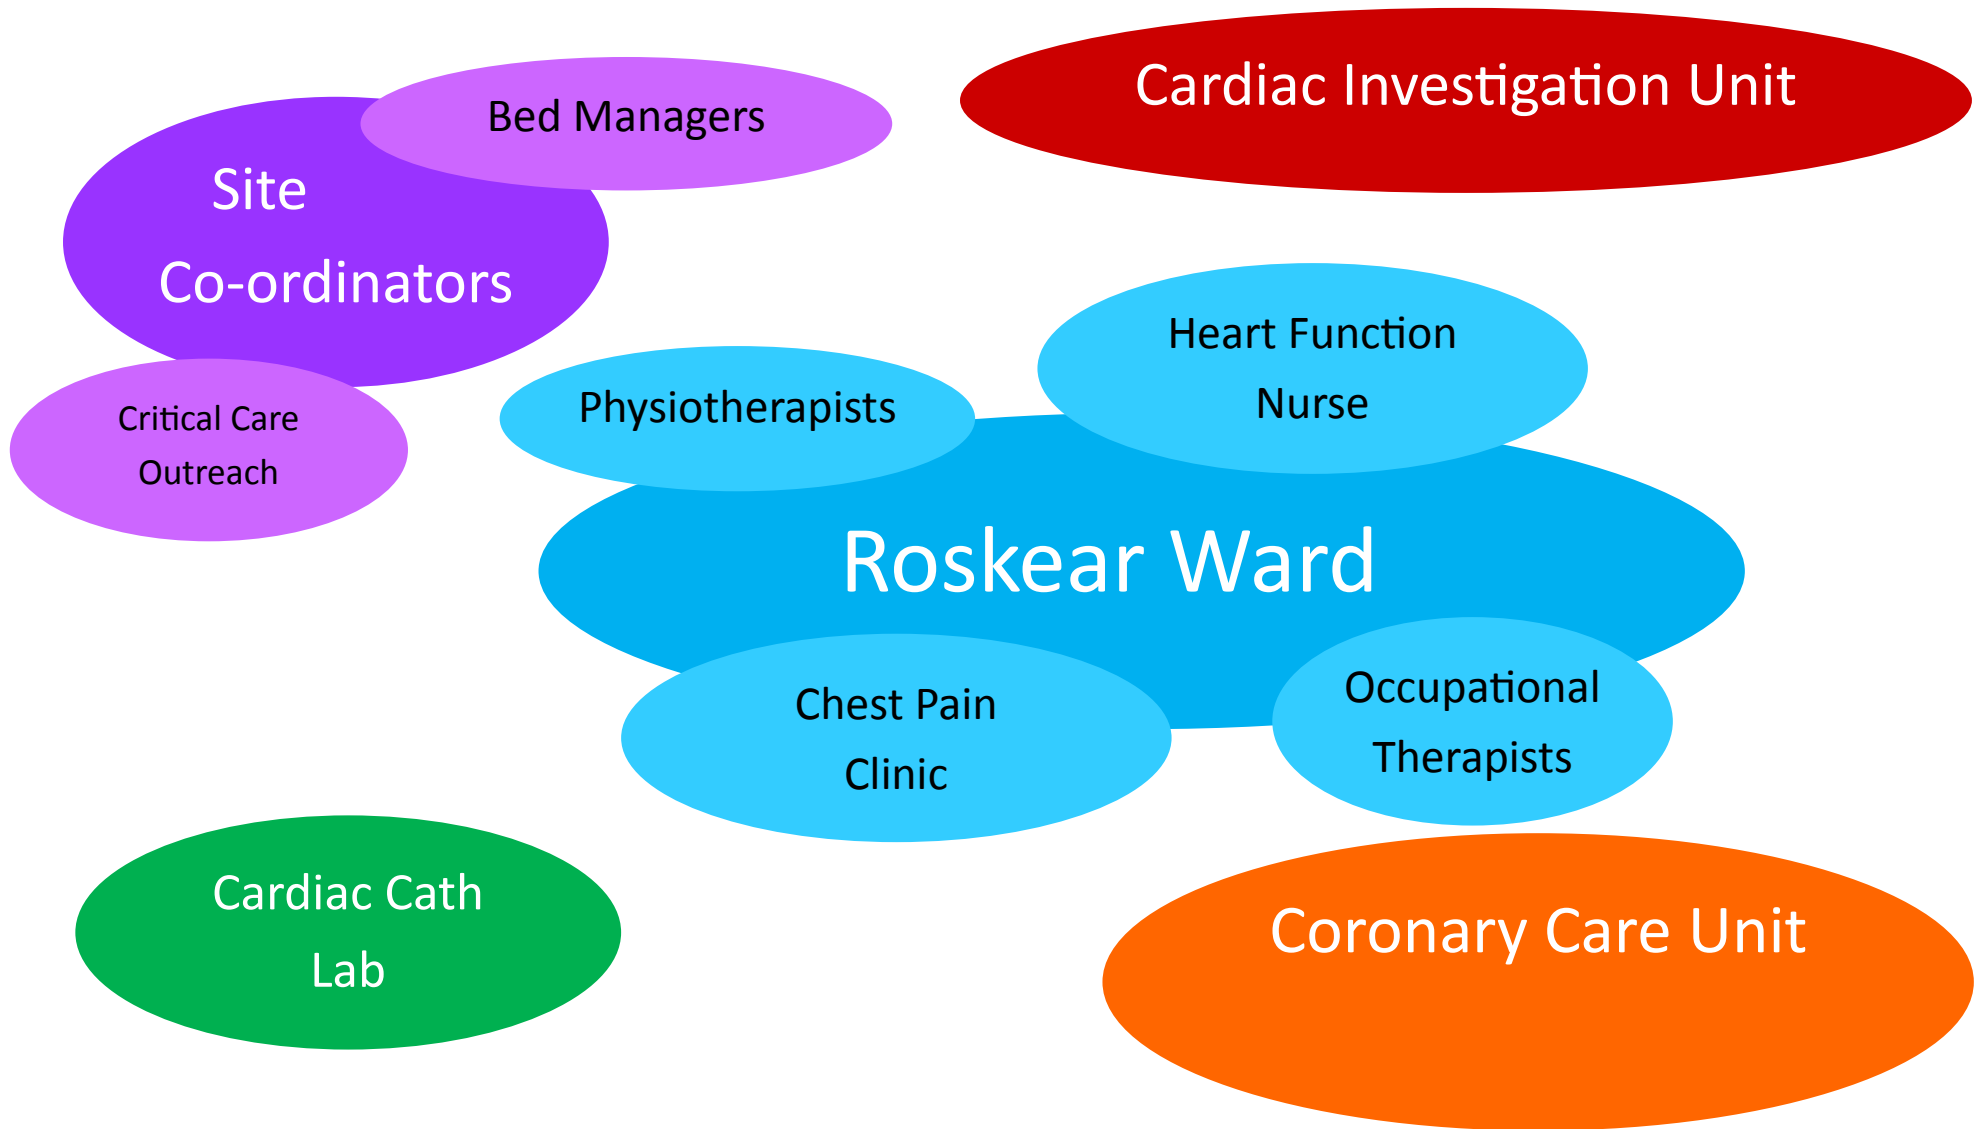 Bed Managers
Cardiac Investigation Unit
Site
Co-ordinators
Heart Function
Nurse
Physiotherapists
Critical Care
Outreach
Roskear Ward
Chest Pain
Clinic
Occupational
Therapists
Cardiac Cath
Lab
Coronary Care Unit